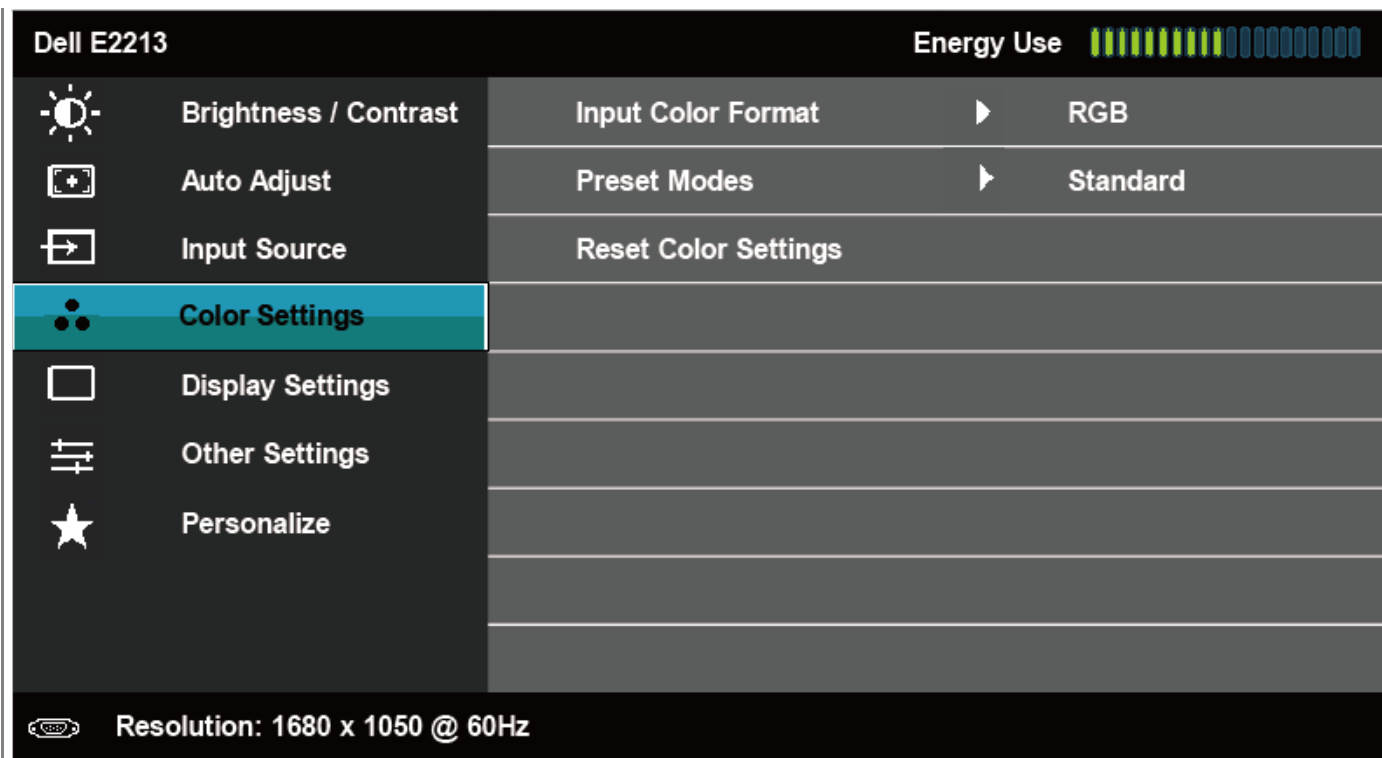 Dell E2213 Energy Use
Brightness / Contrast Input Color Format RGB
Auto Adjust Preset Modes Standard
Input Source Reset Color Settings
Color Settings
Display Settings
Other Settings
Personalize
Resolution: 1680 x 1050 @ 60Hz